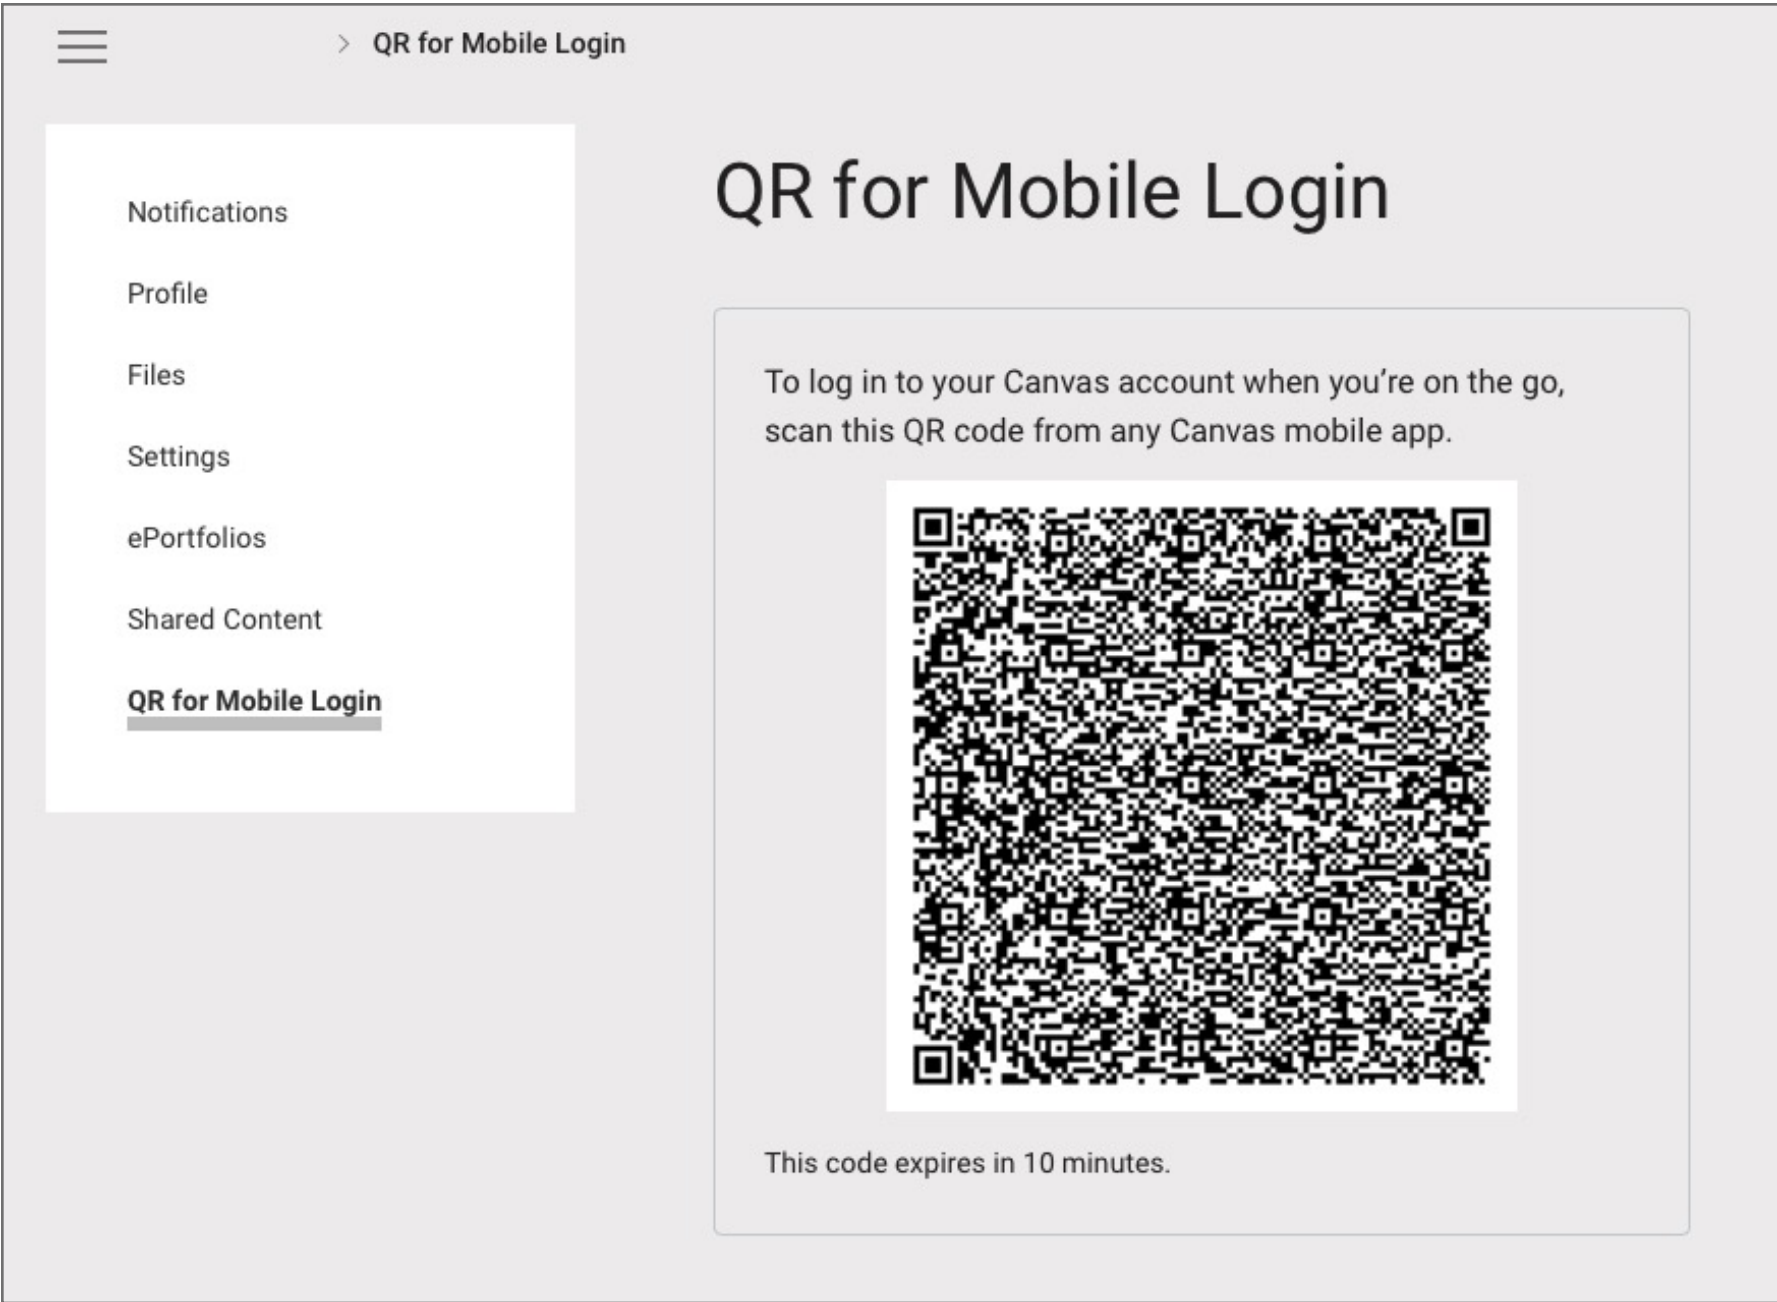 QR for Mobile Login
Notifications
Profile
Files
Settings
ePortfolios
Shared Content
QR for Mobile Login
QR for Mobile Login
To log in to your Canvas account when you’re on the go,
scan this QR code from any Canvas mobile app.
This code expires in 10 minutes.